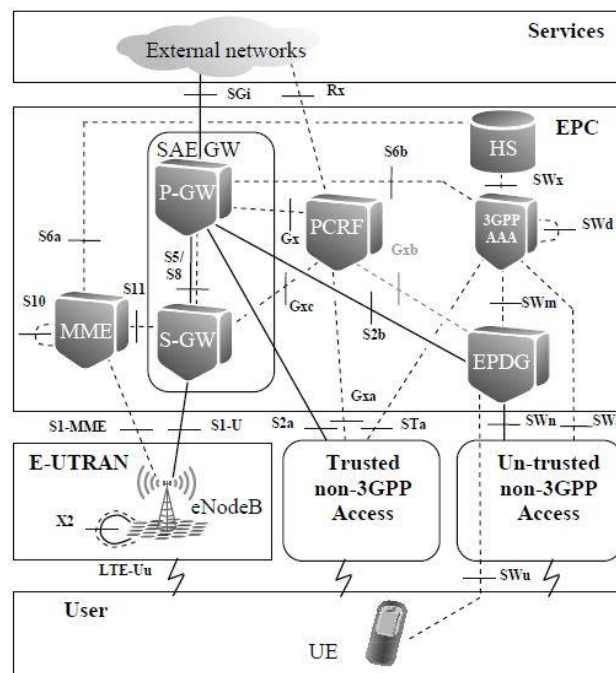 Services
External networks
SGi
Rx
EPC
HS
SAE GW
S6b
SWx
P-GW
PCRF
3GPP
AAA
SWd
Gx
Gxb
S6a
S5/
S8
SWm
S10
S11
Gxc
MME
S-GW
S2b
EPDG
Gxa
S1-MME
S1-U
S2a
STa
SWn
SW
E-UTRAN
Trusted
non-3GPP
Access
Un-trusted
non-3GPP
Access
eNodeB
X2
LTE-Uu
SWu
User
UE